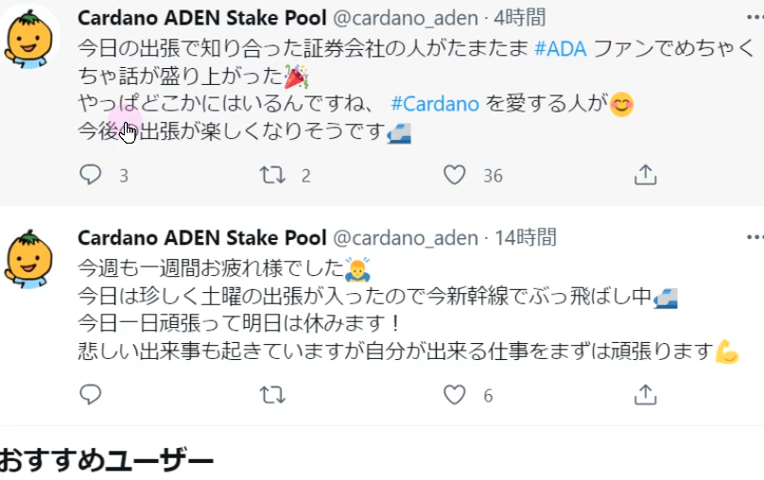 Cardano ADEN Stake Pool @cardano_aden · 4時間
今日の出張で知り合った証券会社の人がたまたま #ADA ファンでめちゃく
ちゃ話が盛り上がった🎉
やっぱどこかにはいるんですね、 #Cardano を愛する人が😊
今後の出張が楽しくなりそうです🚅
3 2 36
Cardano ADEN Stake Pool @cardano_aden · 14時間
今週も一週間お疲れ様でした🙇‍♂️
今日は珍しく土曜の出張が入ったので今新幹線でぶっ飛ばし中🚅
今日一日頑張って明日は休みます！
悲しい出来事も起きていますが自分が出来る仕事をまずは頑張ります💪
6
おすすめユーザー